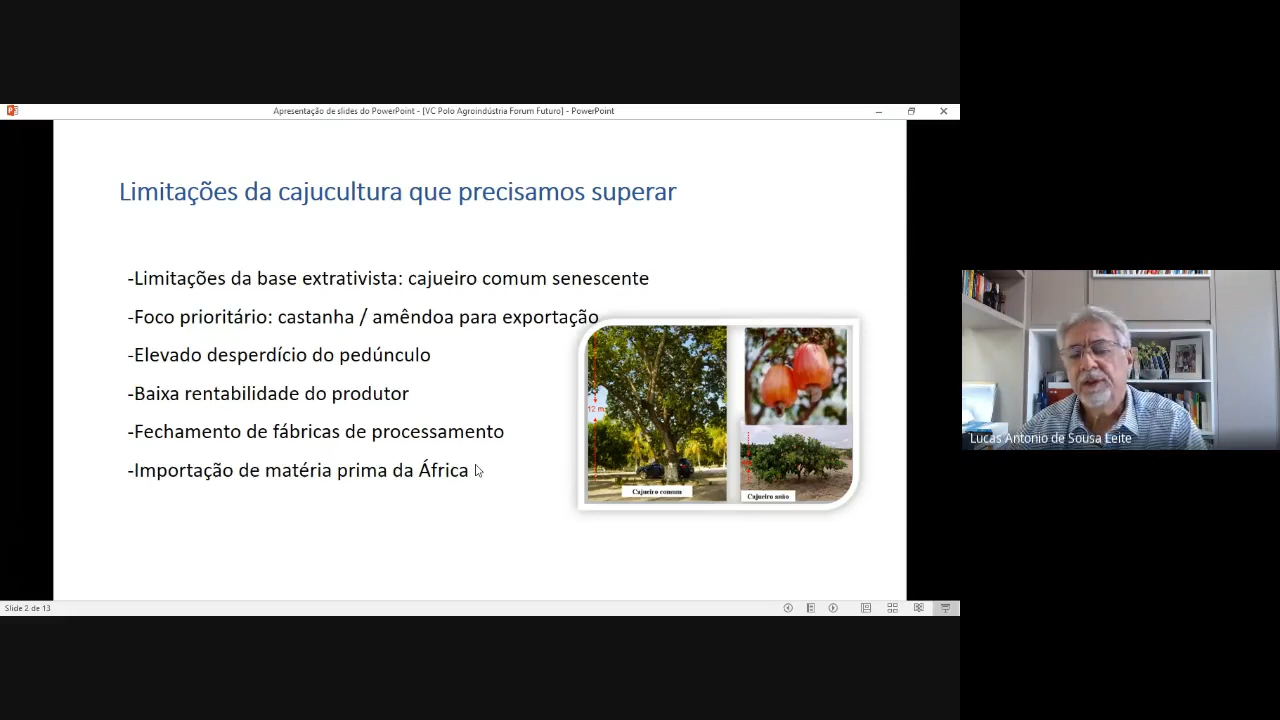 Apresentação de slides do PowerPoint - [VC Polo Agroindústria Forum Futuro] - PowerPoint
Limitações da cajucultura que precisamos superar
-Limitações da base extrativista: cajueiro comum senescente
-Foco prioritário: castanha / amêndoa para exportação
-Elevado desperdício do pedúnculo
-Baixa rentabilidade do produtor
-Fechamento de fábricas de processamento
-Importação de matéria prima da África
12 m
Cajueiro comum
Cajueiro anão
Lucas Antonio de Sousa Leite
Slide 2 de 13